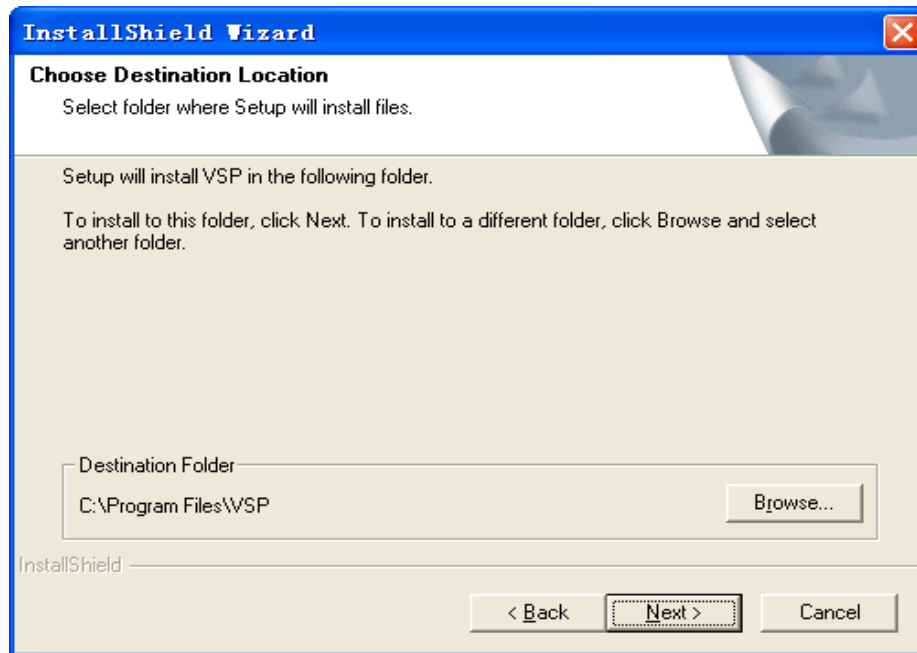 InstallShield Wizard
Choose Destination Location
Select folder where Setup will install files.
Setup will install VSP in the following folder.
To install to this folder, click Next. To install to a different folder, click Browse and select
another folder.
Destination Folder
C:\Program Files\VSP
Browse...
InstallShield
< Back
Next >
Cancel